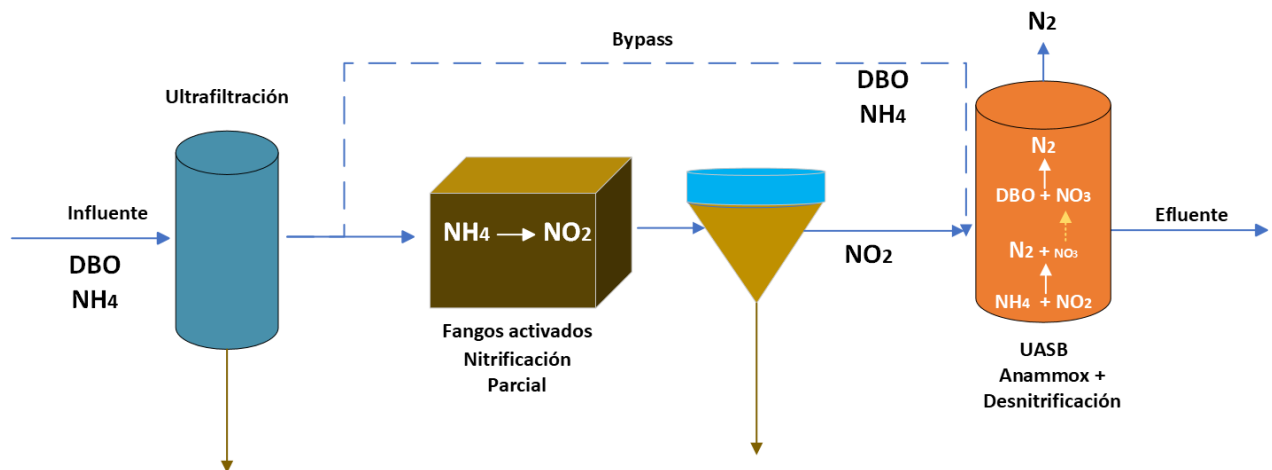 N2
Bypass
DBO
NH4
Ultrafiltración
Influente
DBO
NH4
NH4 → NO2
Fangos activados
Nitrificación
Parcial
NO2
N2
DBO + NO3
N2 + NO3
NH4 + NO2
UASB
Anammox +
Desnitrificación
Efluente